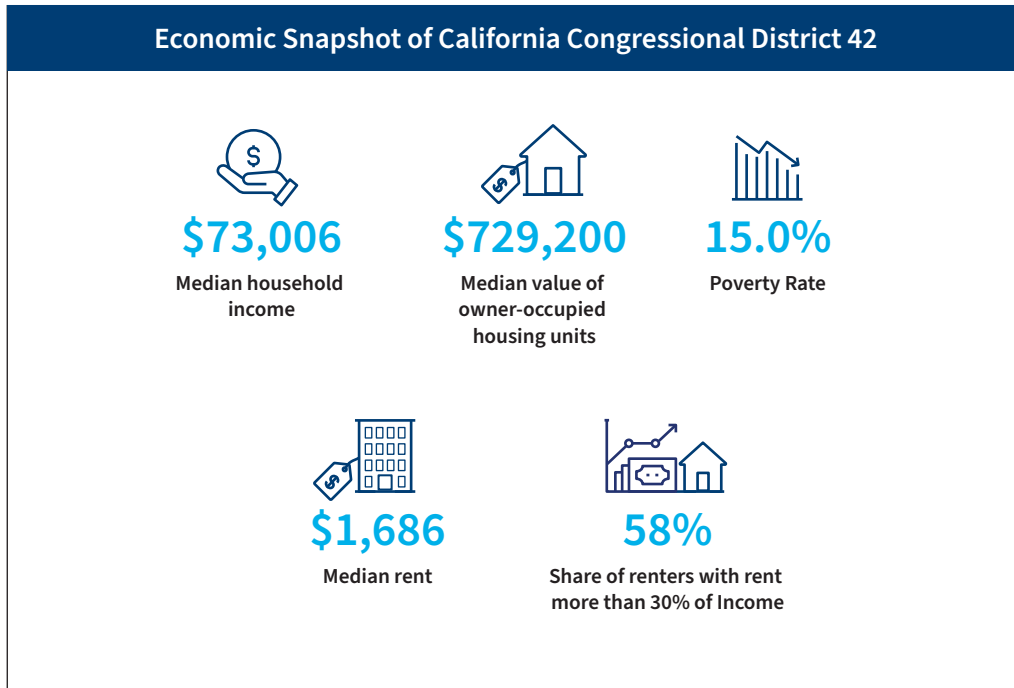 Economic Snapshot of California Congressional District 42
$
$
$73,006
Median household
income
$729,200
Median value of
owner-occupied
housing units
15.0%
Poverty Rate
$
$1,686
Median rent
58%
Share of renters with rent
more than 30% of Income